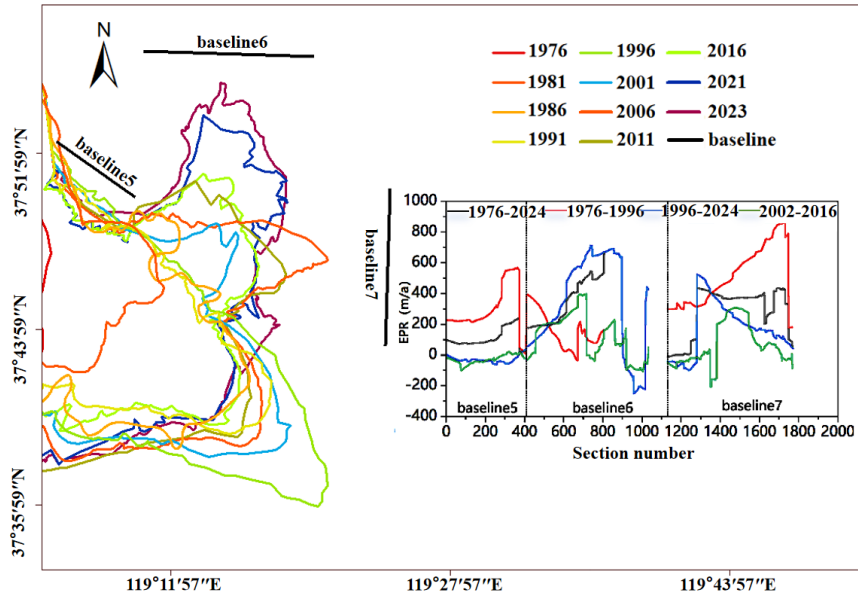 N
baseline6
baseline5
baseline7
1976 1996 2016
1981 2001 2021
1986 2006 2023
1991 2011 baseline
37°51′59″N
37°43′59″N
37°35′59″N
119°11′57″E 119°27′57″E 119°43′57″E
1976-2024 1976-1996 1996-2024 2002-2016
EPR (m/a)
1000
800
600
400
200
0
−200
−400
baseline5 baseline6 baseline7
0 200 400 600 800 1000 1200 1400 1600 1800 2000
Section number